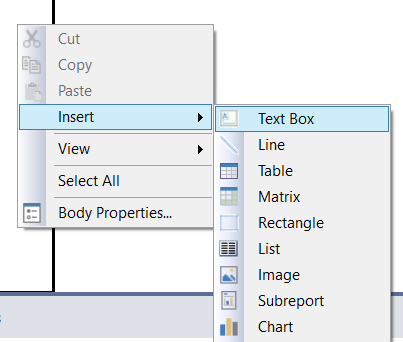 Cut
Copy
Paste
Insert
View
Select All
Body Properties...
Text Box
Line
Table
Matrix
Rectangle
List
Image
Subreport
Chart